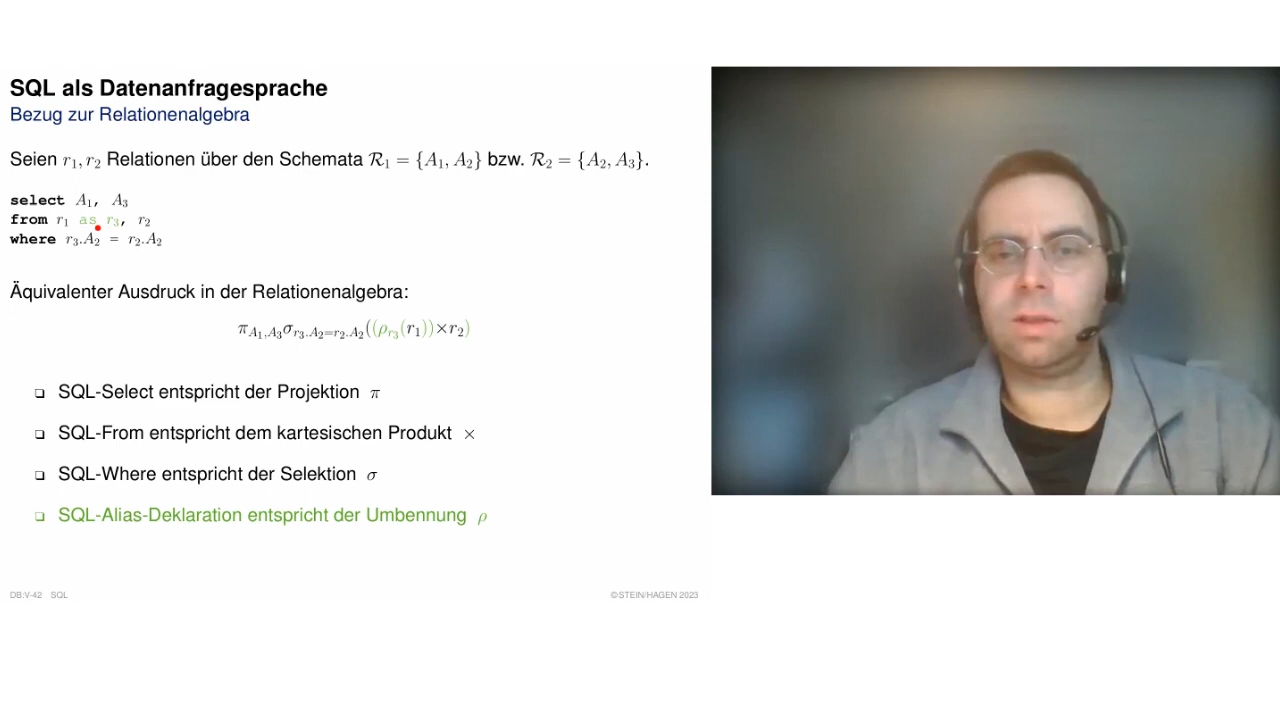 SQL als Datenanfragesprache
Bezug zur Relationenalgebra
Seien r₁, r₂ Relationen über den Schemata ℛ₁ = {A₁, A₂} bzw. ℛ₂ = {A₂, A₃}.
select A₁, A₃
from r₁ as r₃, r₂
where r₃.A₂ = r₂.A₂
Äquivalenter Ausdruck in der Relationenalgebra:
π_{A₁,A₃}σ_{r₃.A₂=r₂.A₂}((ρ_{r₃}(r₁))×r₂)
❑ SQL-Select entspricht der Projektion π
❑ SQL-From entspricht dem kartesischen Produkt ×
❑ SQL-Where entspricht der Selektion σ
❑ SQL-Alias-Deklaration entspricht der Umbennung ρ
DB:V-42 SQL
©STEIN/HAGEN 2023